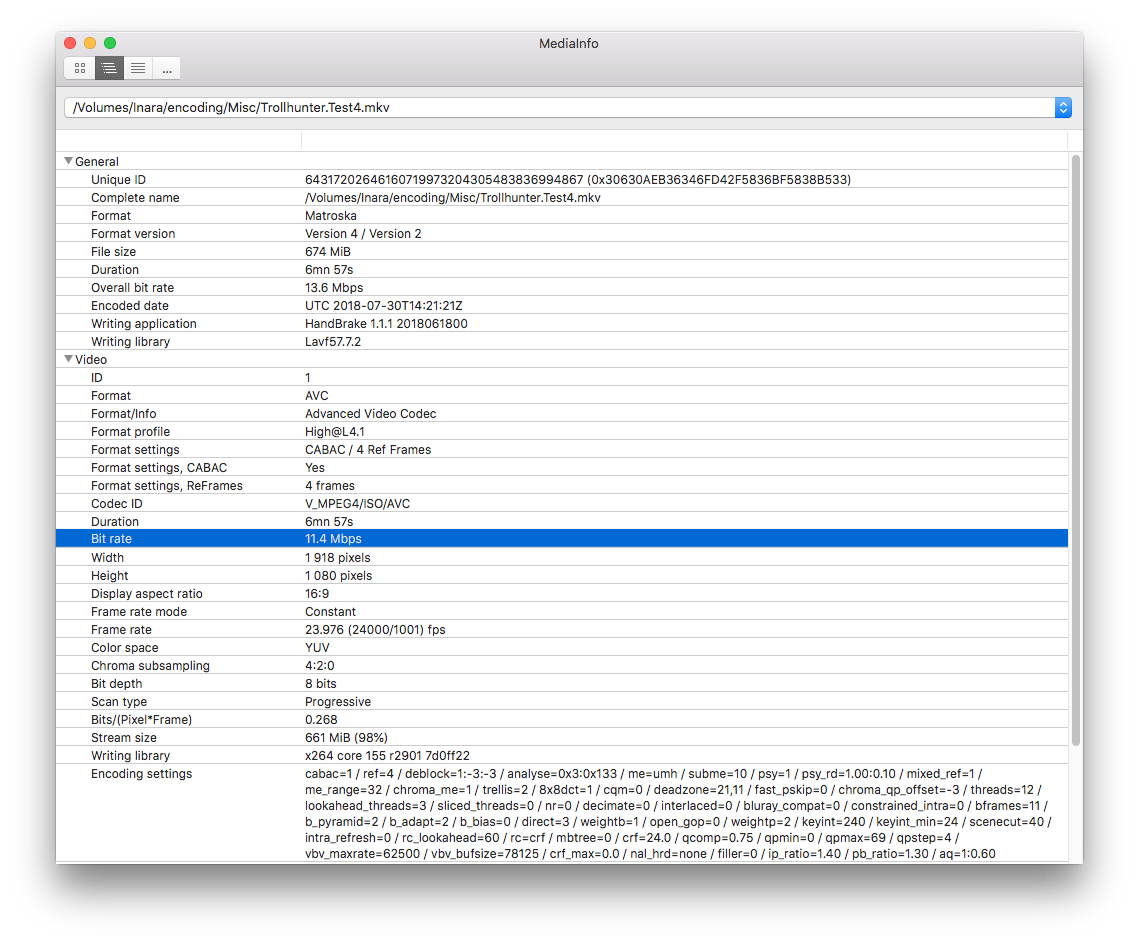 MediaInfo
...
/Volumes/Inara/encoding/Misc/Trollhunter.Test4.mkv
General
Unique ID 64317202646160719973204305483836994867 (0x30630AEB36346FD42F5836BF5838B533)
Complete name /Volumes/Inara/encoding/Misc/Trollhunter.Test4.mkv
Format Matroska
Format version Version 4 / Version 2
File size 674 MiB
Duration 6mn 57s
Overall bit rate 13.6 Mbps
Encoded date UTC 2018-07-30T14:21:21Z
Writing application HandBrake 1.1.1 2018061800
Writing library Lavf57.7.2
Video
ID 1
Format AVC
Format/Info Advanced Video Codec
Format profile High@L4.1
Format settings CABAC / 4 Ref Frames
Format settings, CABAC Yes
Format settings, ReFrames 4 frames
Codec ID V_MPEG4/ISO/AVC
Duration 6mn 57s
Bit rate 11.4 Mbps
Width 1 918 pixels
Height 1 080 pixels
Display aspect ratio 16:9
Frame rate mode Constant
Frame rate 23.976 (24000/1001) fps
Color space YUV
Chroma subsampling 4:2:0
Bit depth 8 bits
Scan type Progressive
Bits/(Pixel*Frame) 0.268
Stream size 661 MiB (98%)
Writing library x264 core 155 r2901 7d0ff22
Encoding settings cabac=1 / ref=4 / deblock=1:-3:-3 / analyse=0x3:0x133 / me=umh / subme=10 / psy=1 / psy_rd=1.00:0.10 / mixed_ref=1 /
me_range=32 / chroma_me=1 / trellis=2 / 8x8dct=1 / cqm=0 / deadzone=21,11 / fast_pskip=0 / chroma_qp_offset=-3 / threads=12 /
lookahead_threads=3 / sliced_threads=0 / nr=0 / decimate=0 / interlaced=0 / bluray_compat=0 / constrained_intra=0 / bframes=11 /
b_pyramid=2 / b_adapt=2 / b_bias=0 / direct=3 / weightb=1 / open_gop=0 / weightp=2 / keyint=240 / keyint_min=24 / scenecut=40 /
intra_refresh=0 / rc_lookahead=60 / rc=crf / mbtree=0 / crf=24.0 / qcomp=0.75 / qpmin=0 / qpmax=69 / qpstep=4 /
vbv_maxrate=62500 / vbv_bufsize=78125 / crf_max=0.0 / nal_hrd=none / filler=0 / ip_ratio=1.40 / pb_ratio=1.30 / aq=1:0.60